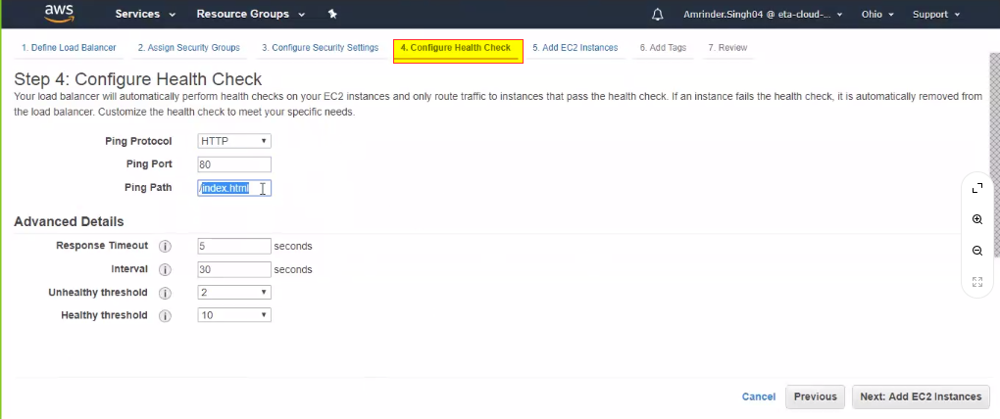 aws Services Resource Groups Amrinder.Singh04 @ eta-cloud-... Ohio Support
1. Define Load Balancer 2. Assign Security Groups 3. Configure Security Settings 4. Configure Health Check 5. Add EC2 Instances 6. Add Tags 7. Review
Step 4: Configure Health Check
Your load balancer will automatically perform health checks on your EC2 instances and only route traffic to instances that pass the health check. If an instance fails the health check, it is automatically removed from
the load balancer. Customize the health check to meet your specific needs.
Ping Protocol HTTP
Ping Port 80
Ping Path /index.html
Advanced Details
Response Timeout i 5 seconds
Interval i 30 seconds
Unhealthy threshold i 2
Healthy threshold i 10
Cancel Previous Next: Add EC2 Instances